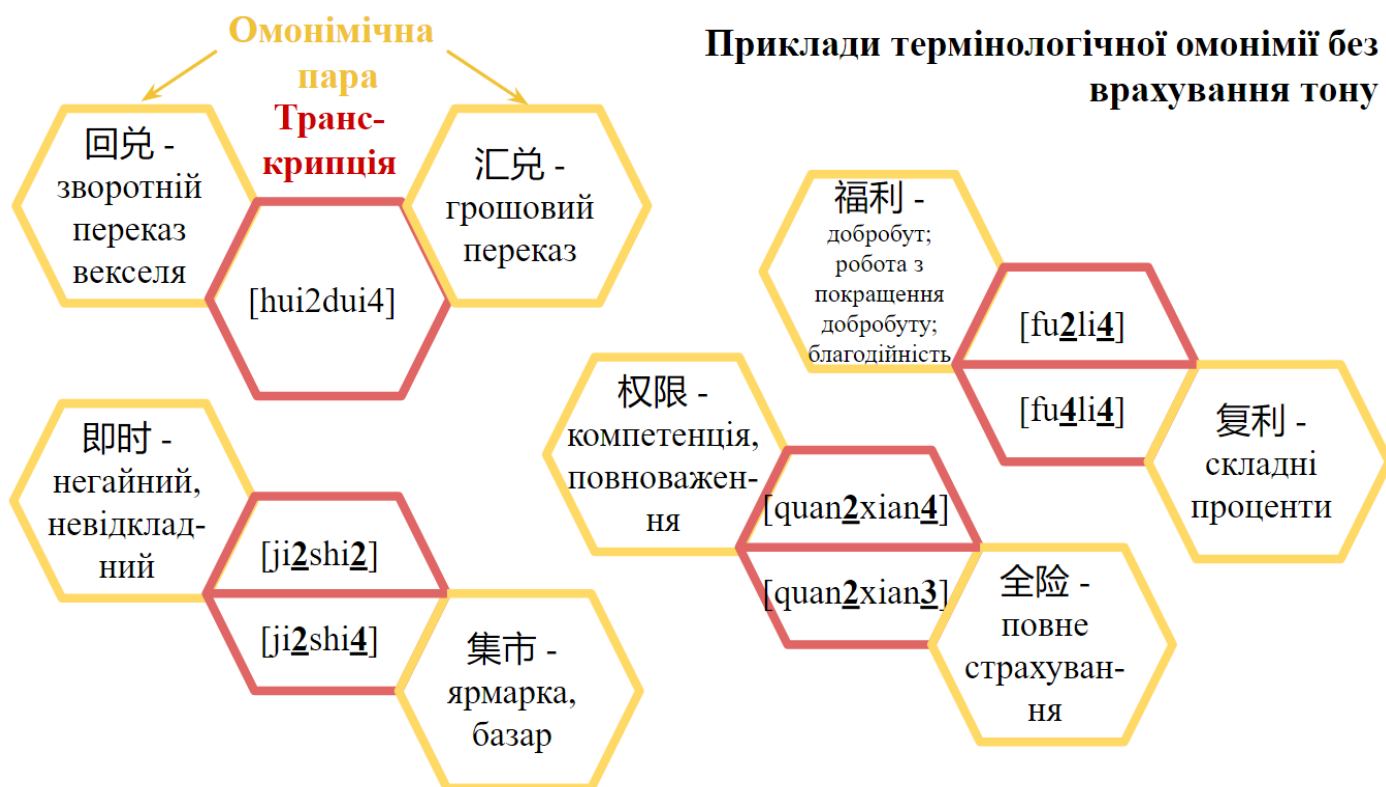 Омонімічна
пара
Транс-
крипція
Приклади термінологічної омонімії без
врахування тону
回兑 -
зворотній
переказ
векселя
[hui2dui4]
汇兑 -
грошовий
переказ
福利 -
добробут;
робота з
покращення
добробуту;
благодійність
[fu2li4]
[fu4li4]
复利 -
складні
проценти
即时 -
негайний,
невідклад-
ний
[ji2shi2]
[ji2shi4]
集市 -
ярмарка,
базар
权限 -
компетенція,
повноважен-
ня
[quan2xian4]
[quan2xian3]
全险 -
повне
страхуван-
ня